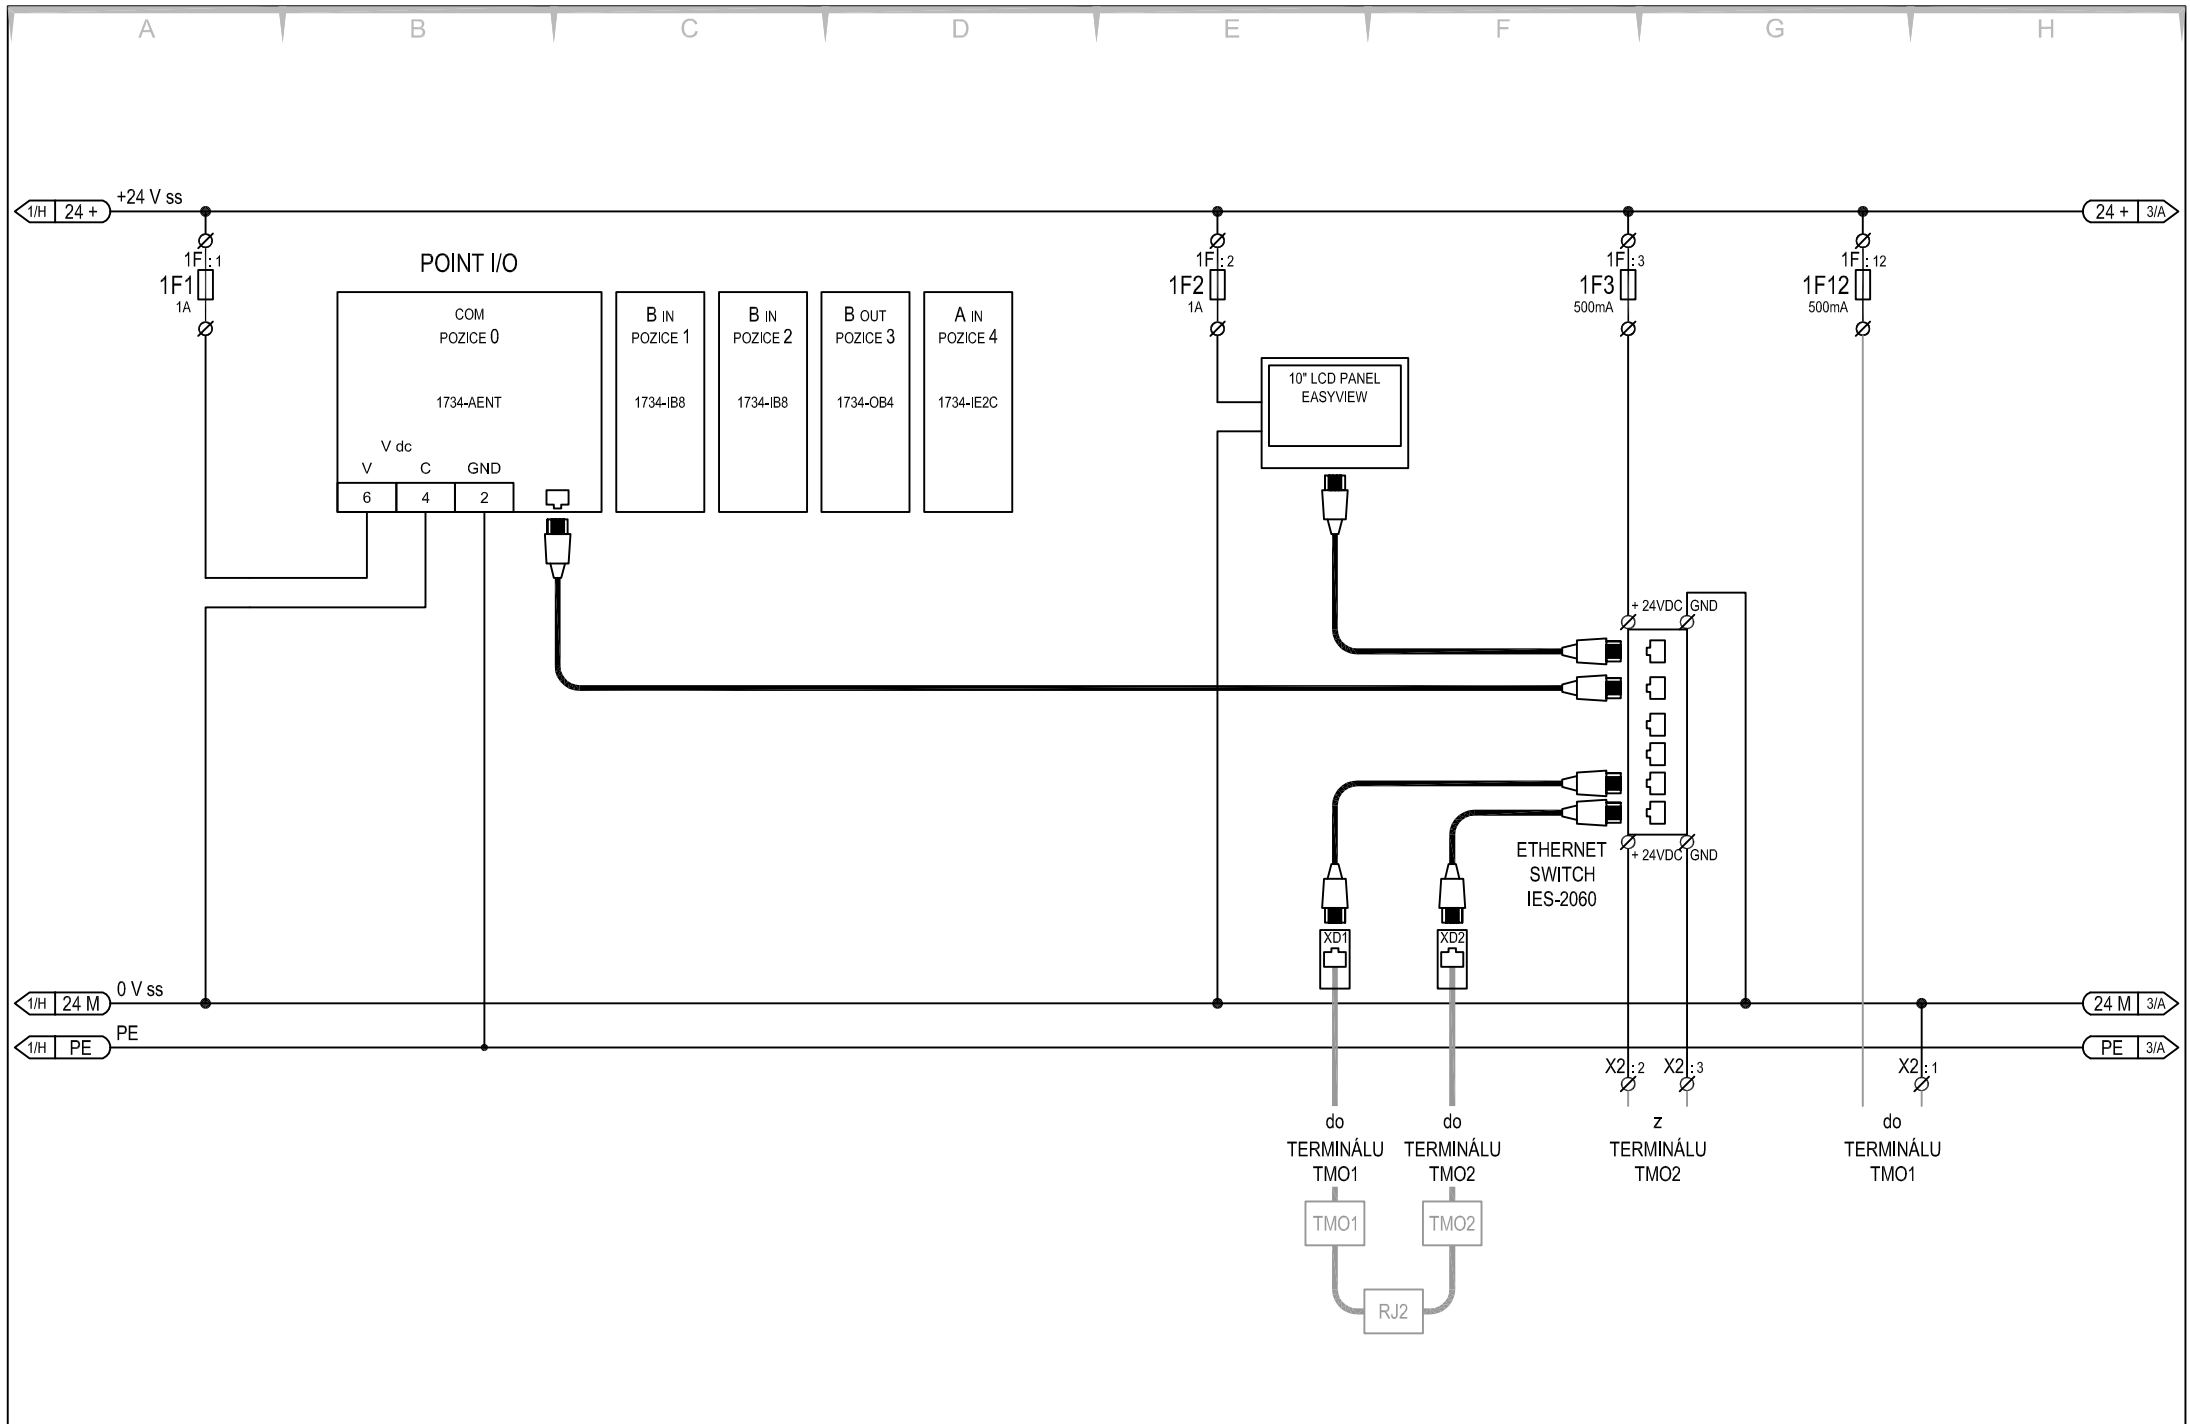 A B C D E F G H
+24 V ss
1/H 24 +
24 + 3/A
1F:1
1F1
1A
1F:2
1F2
1A
1F:3
1F3
500mA
1F:12
1F12
500mA
POINT I/O
COM
POZICE 0
1734-AENT
V dc
V C GND
6 4 2
B IN
POZICE 1
1734-IB8
B IN
POZICE 2
1734-IB8
B OUT
POZICE 3
1734-OB4
A IN
POZICE 4
1734-IE2C
10" LCD PANEL
EASYVIEW
+ 24VDC GND
+ 24VDC GND
ETHERNET
SWITCH
IES-2060
XD1
XD2
0 V ss
1/H 24 M
24 M 3/A
PE
1/H PE
PE 3/A
X2:2
X2:3
X2:1
do
TERMINÁLU
TMO1
do
TERMINÁLU
TMO2
z
TERMINÁLU
TMO2
do
TERMINÁLU
TMO1
TMO1
TMO2
RJ2